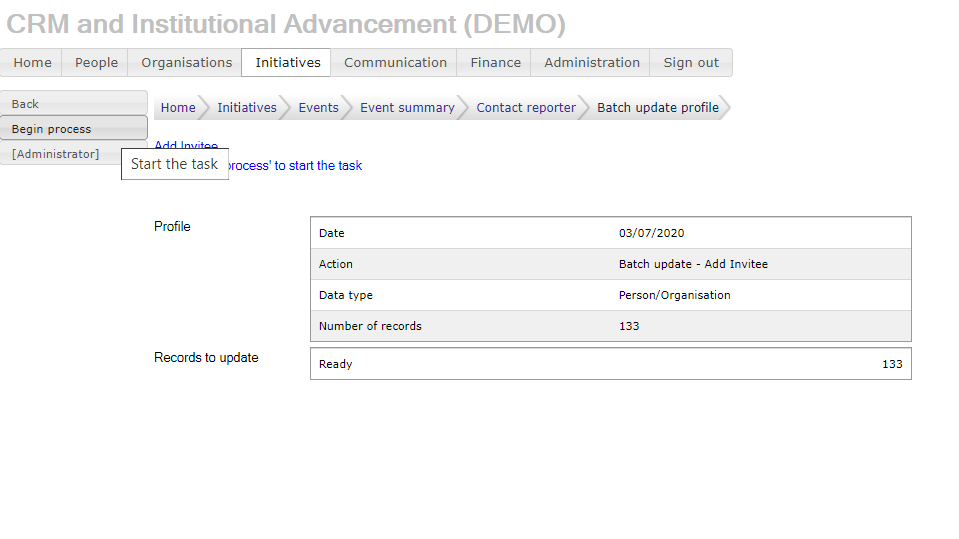 CRM and Institutional Advancement (DEMO)
Home People Organisations Initiatives Communication Finance Administration Sign out
Back
Begin process
[Administrator]
Home Initiatives Events Event summary Contact reporter Batch update profile
Add Invitee
Start the task
process' to start the task
Profile
Date 03/07/2020
Action Batch update - Add Invitee
Data type Person/Organisation
Number of records 133
Records to update
Ready 133